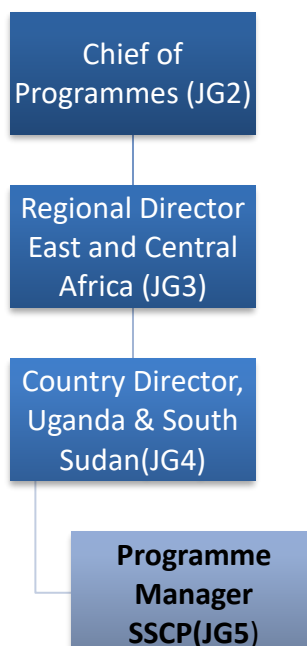 Chief of
Programmes (JG2)
Regional Director
East and Central
Africa (JG3)
Country Director,
Uganda & South
Sudan(JG4)
Programme
Manager
SSCP(JG5)